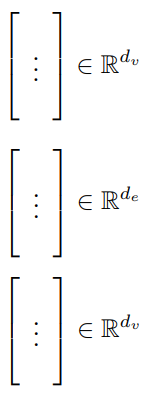 [⋮] ∈ ℝ^{d_v}
[⋮] ∈ ℝ^{d_e}
[⋮] ∈ ℝ^{d_v}